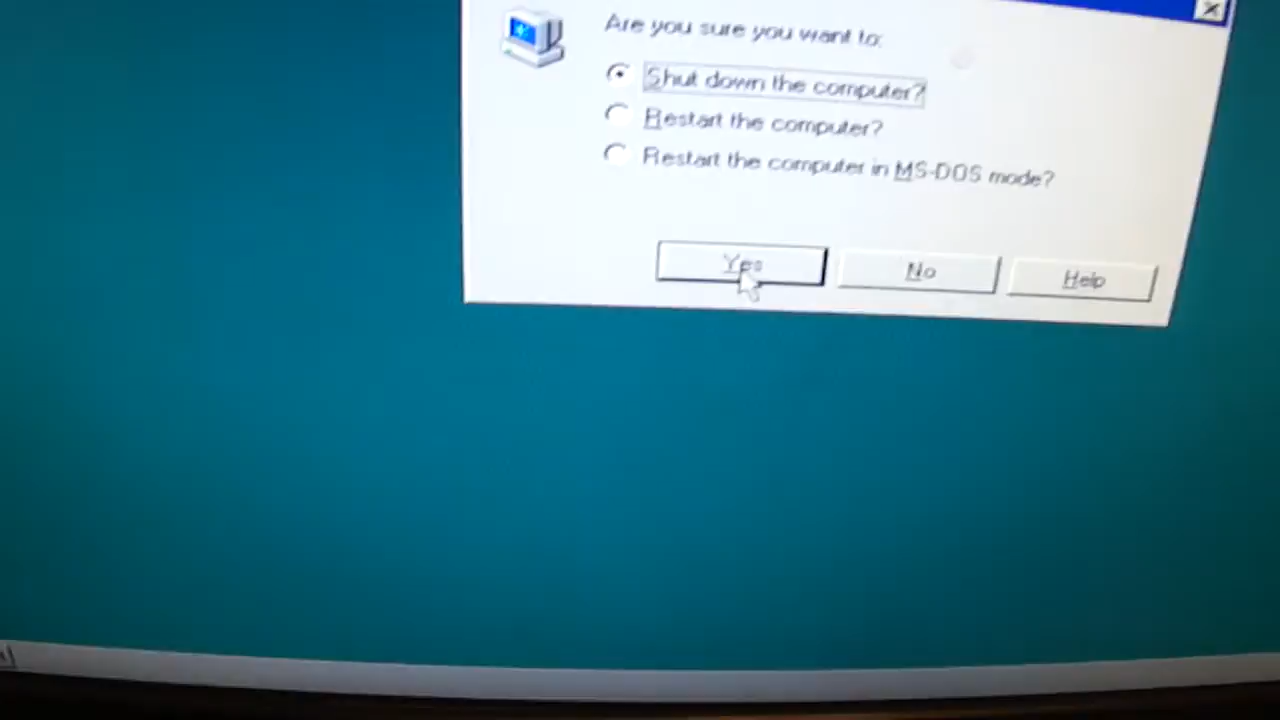 Are you sure you want to:
Shut down the computer?
Restart the computer?
Restart the computer in MS-DOS mode?
Yes
No
Help